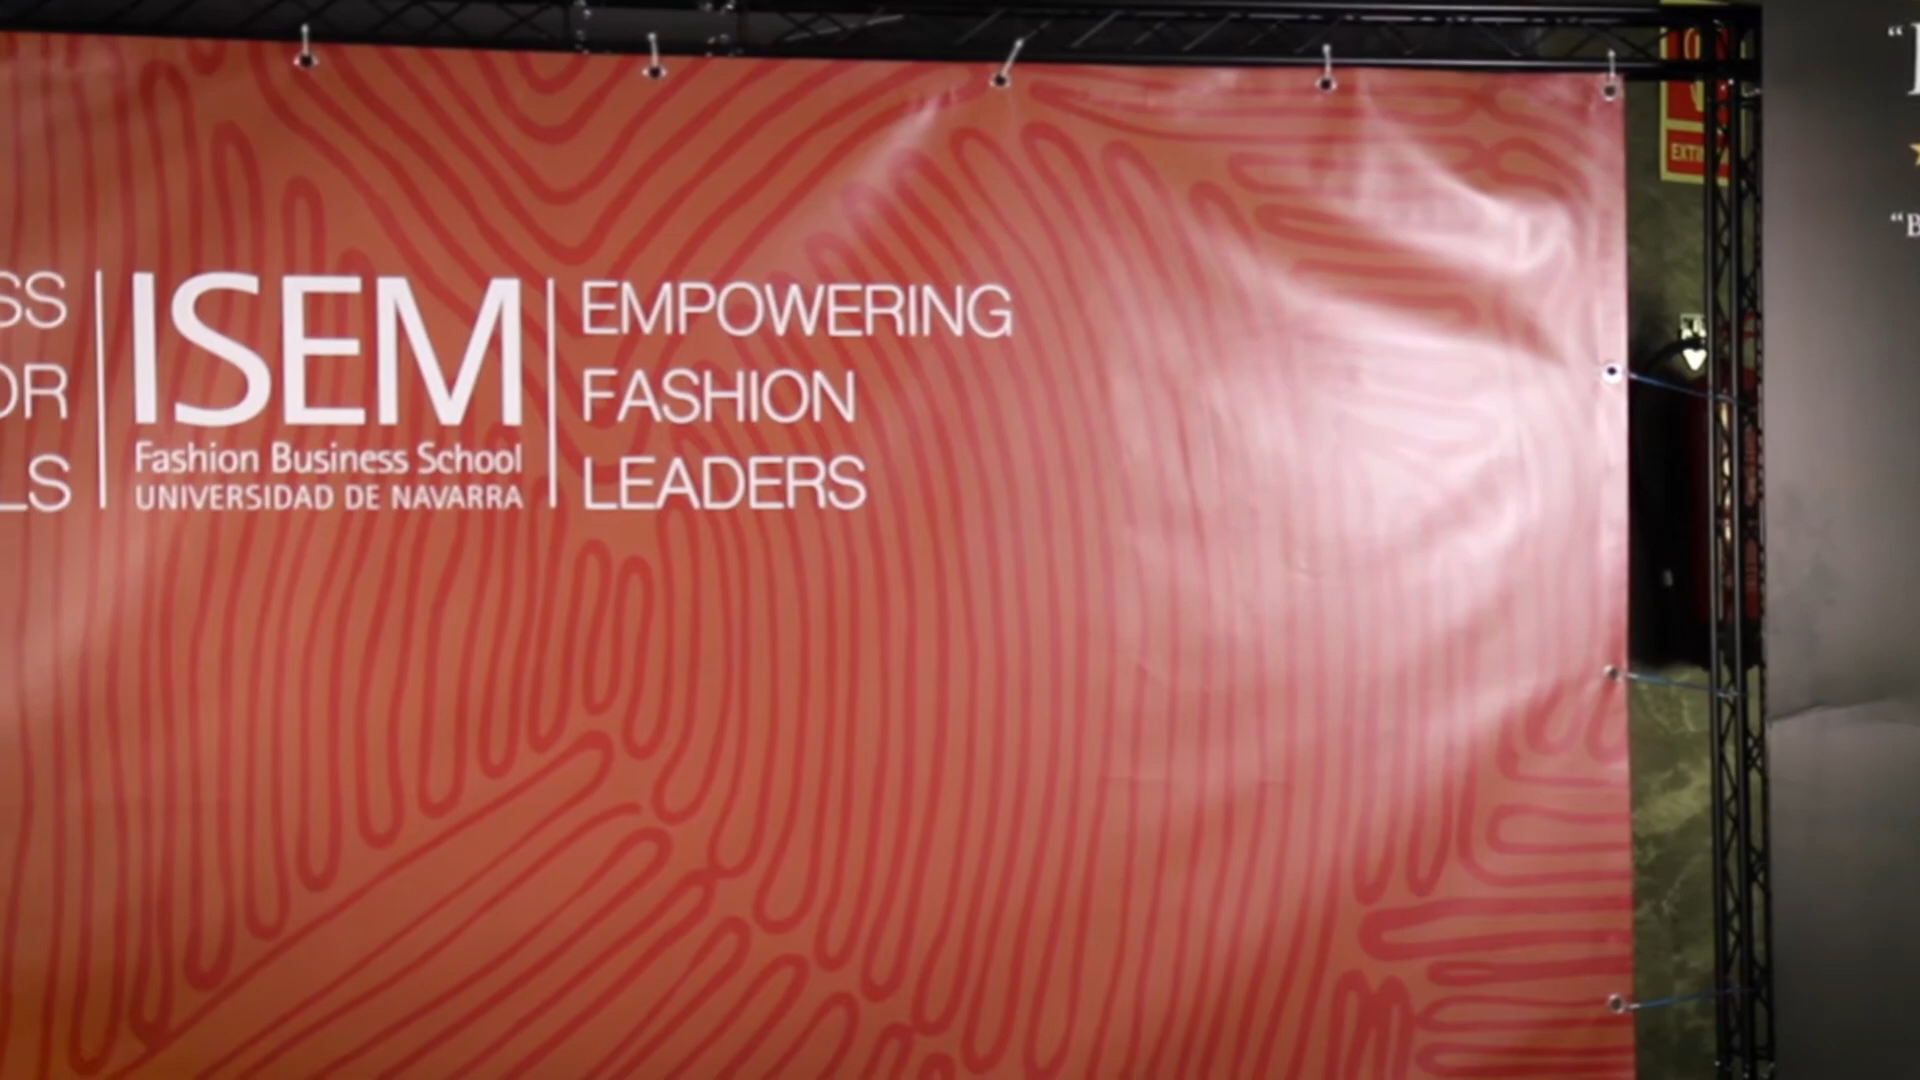 ISEM
Fashion Business School
UNIVERSIDAD DE NAVARRA
EMPOWERING
FASHION
LEADERS